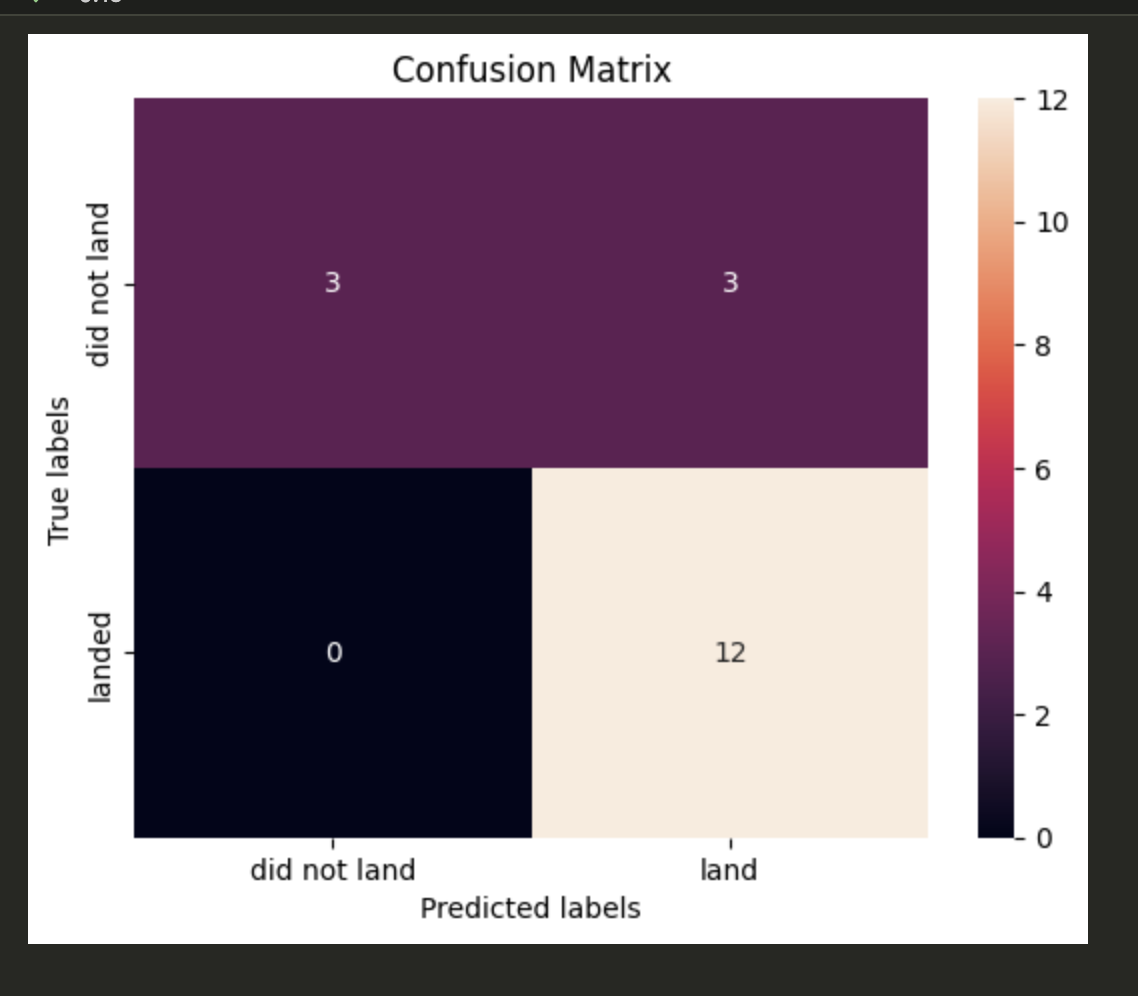 Confusion Matrix
12
10
8
6
4
2
0
True labels
did not land
landed
3 3
0 12
did not land land
Predicted labels